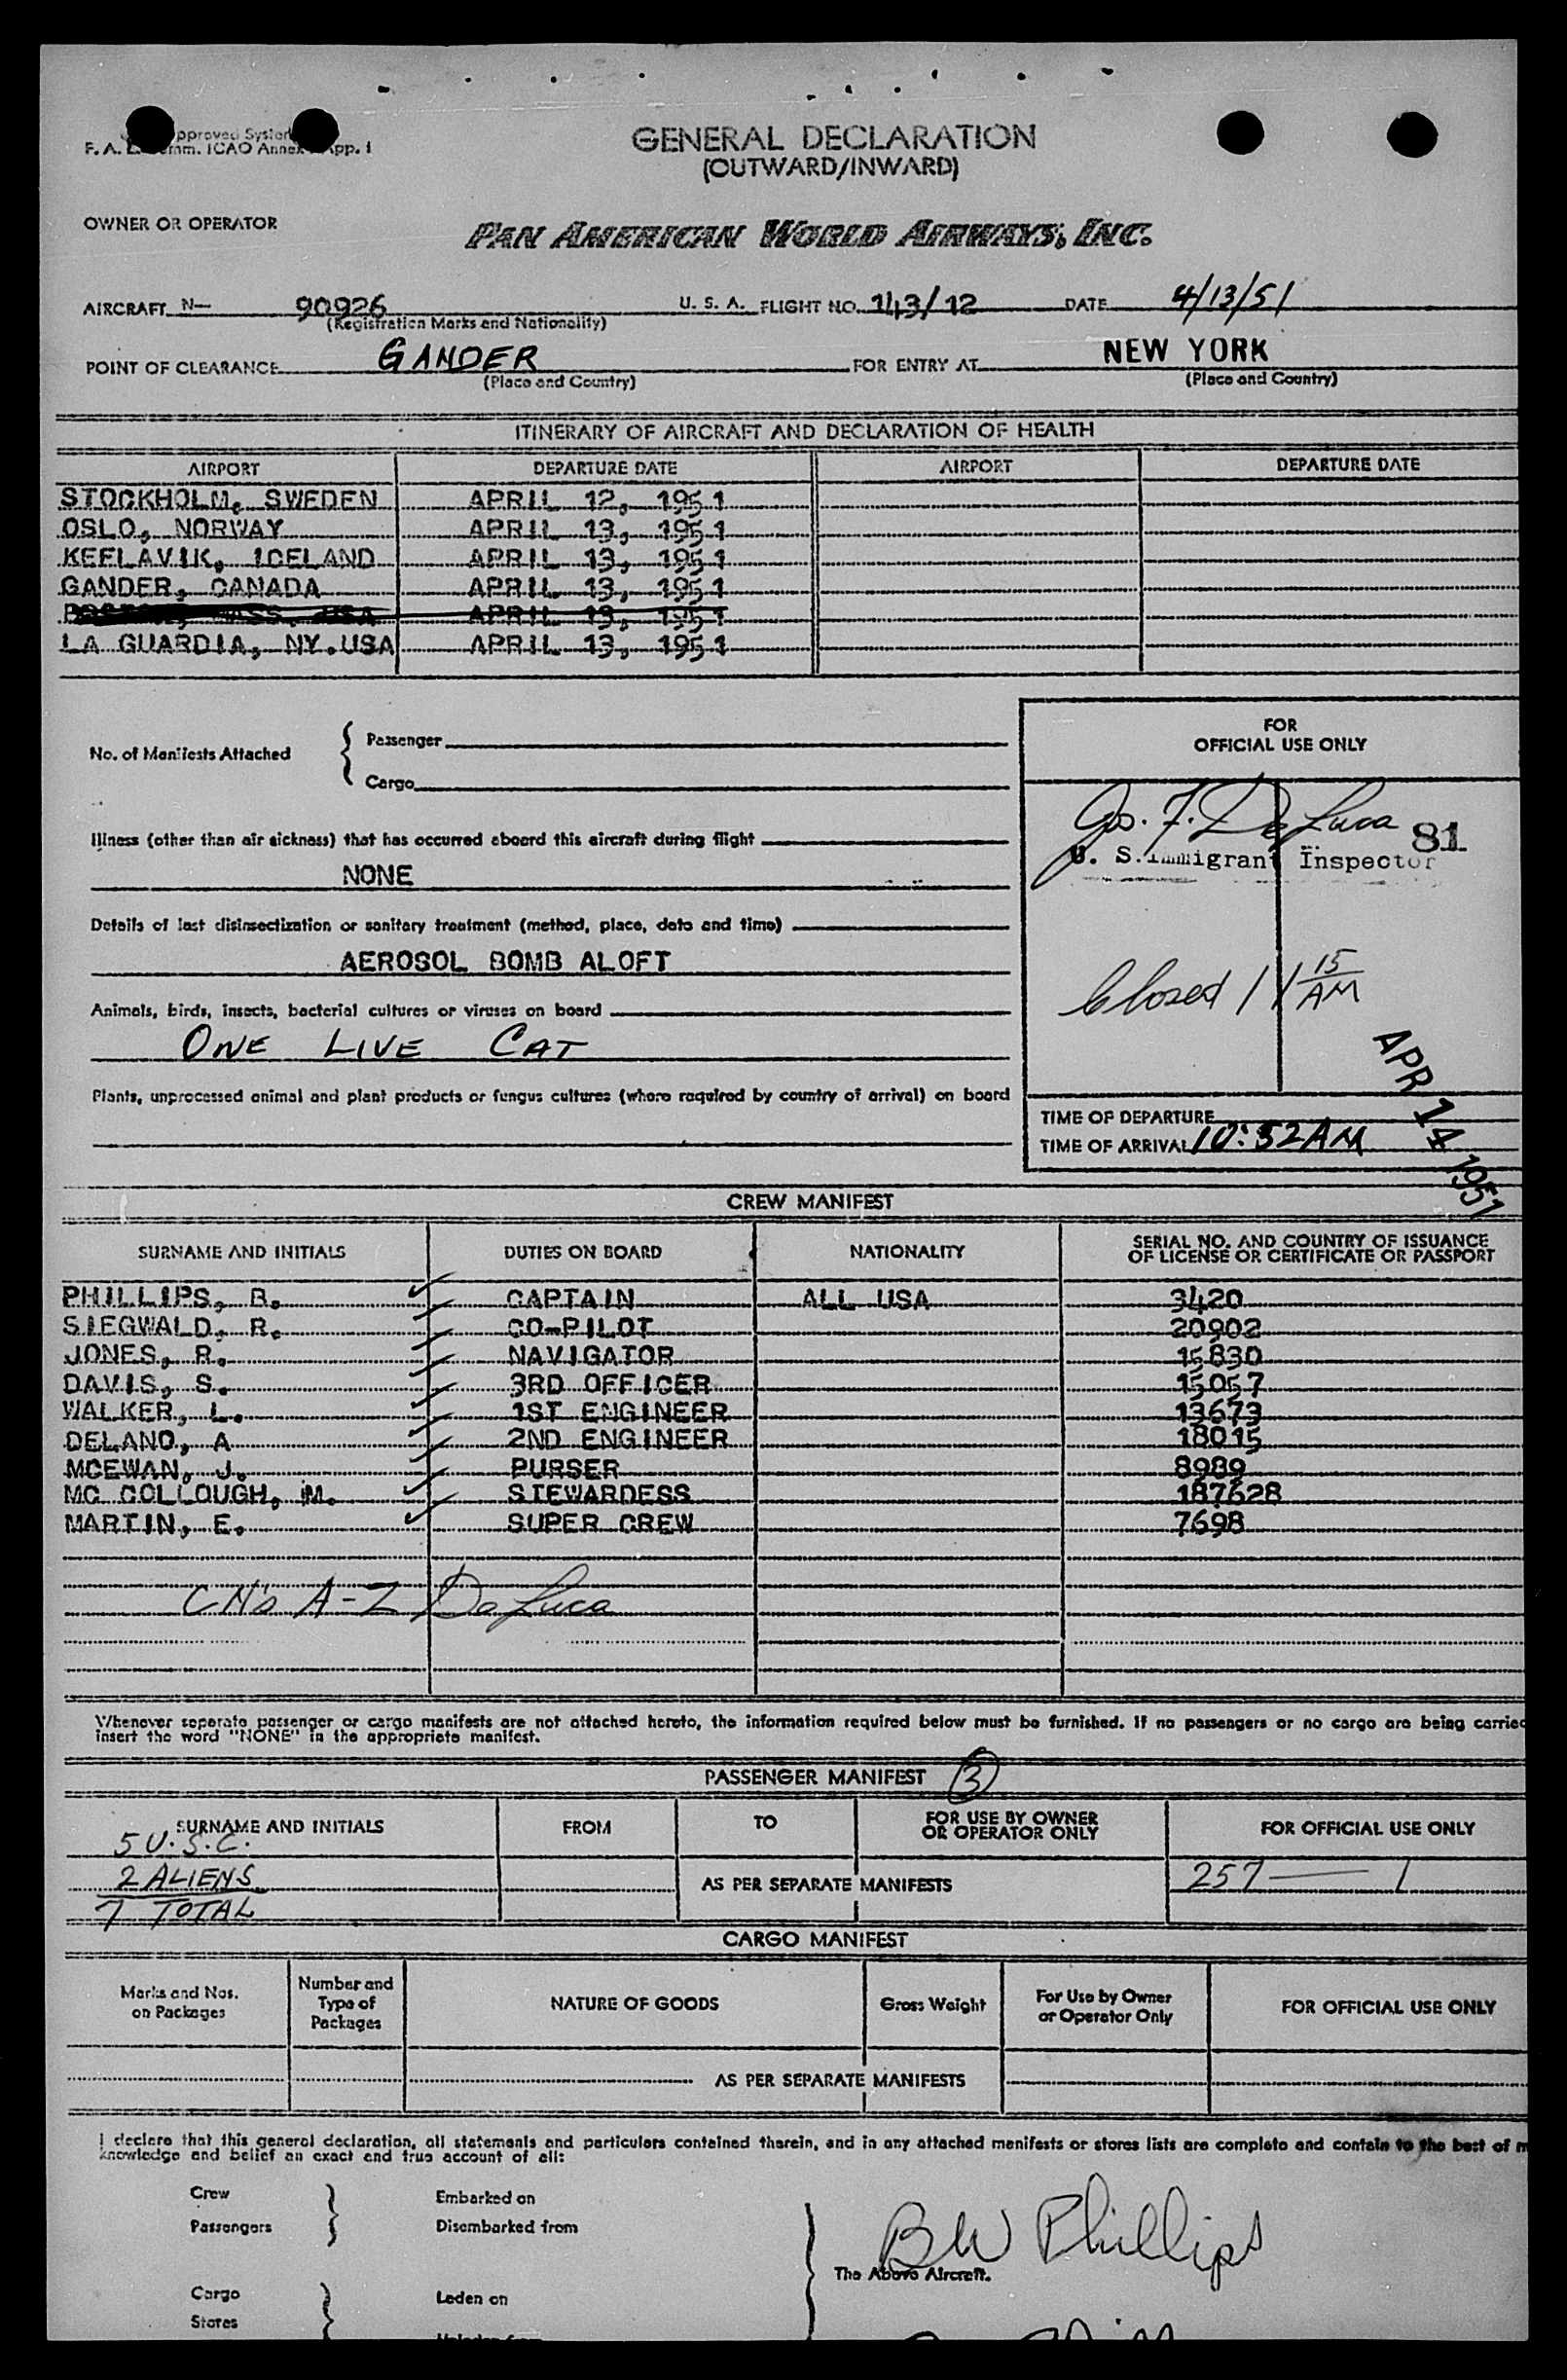 GENERAL DECLARATION
(OUTWARD/INWARD)
OWNER OR OPERATOR
PAN AMERICAN WORLD AIRWAYS, INC.
AIRCRAFT N— 90926 U. S. A. FLIGHT NO. 143/12 DATE 4/13/51
(Registration Marks and Nationality)
POINT OF CLEARANCE GANDER FOR ENTRY AT NEW YORK
(Place and Country) (Place and Country)
ITINERARY OF AIRCRAFT AND DECLARATION OF HEALTH
AIRPORT DEPARTURE DATE AIRPORT DEPARTURE DATE
STOCKHOLM, SWEDEN APRIL 12, 1951
OSLO, NORWAY APRIL 13, 1951
KEFLAVIK, ICELAND APRIL 13, 1951
GANDER, CANADA APRIL 13, 1951
APRIL 13, 1951
LA GUARDIA, NY.USA APRIL 13, 1951
No. of Manifests Attached
Passenger
Cargo
FOR
OFFICIAL USE ONLY
Illness (other than air sickness) that has occurred aboard this aircraft during flight
NONE
Jos. F. De Luca 81
U. S. Immigrant Inspector
Details of last disinsectization or sanitary treatment (method, place, date and time)
AEROSOL BOMB ALOFT
Closed 11 15 AM
Animals, birds, insects, bacterial cultures or viruses on board
ONE LIVE CAT
APR 14 1951
Plants, unprocessed animal and plant products or fungus cultures (where required by country of arrival) on board
TIME OF DEPARTURE
TIME OF ARRIVAL 10:52 AM
CREW MANIFEST
SURNAME AND INITIALS DUTIES ON BOARD NATIONALITY SERIAL NO. AND COUNTRY OF ISSUANCE OF LICENSE OR CERTIFICATE OR PASSPORT
PHILLIPS, B. CAPTAIN ALL USA 3420
SIEGWALD, R. CO-PILOT 20902
JONES, R. NAVIGATOR 15830
DAVIS, S. 3RD OFFICER 15057
WALKER, L. 1ST ENGINEER 13673
DELANO, A 2ND ENGINEER 18015
MCEWAN, J. PURSER 8989
MC COLLOUGH, M. STEWARDESS 187628
MARTIN, E. SUPER CREW 7698
CN's A-Z De Luca
Whenever separate passenger or cargo manifests are not attached hereto, the information required below must be furnished. If no passengers or no cargo are being carried
insert the word "NONE" in the appropriate manifest.
PASSENGER MANIFEST 3
SURNAME AND INITIALS FROM TO FOR USE BY OWNER OR OPERATOR ONLY FOR OFFICIAL USE ONLY
5 U.S.C.
2 ALIENS AS PER SEPARATE MANIFESTS 257 — 1
7 TOTAL
CARGO MANIFEST
Marks and Nos. on Packages Number and Type of Packages NATURE OF GOODS Gross Weight For Use by Owner or Operator Only FOR OFFICIAL USE ONLY
AS PER SEPARATE MANIFESTS
I declare that this general declaration, all statements and particulars contained therein, and in any attached manifests or stores lists are complete and contain to the best of
knowledge and belief an exact and true account of all:
Crew Embarked on
Passengers Disembarked from
BW Phillips
The Above Aircraft.
Cargo Laden on
Stores